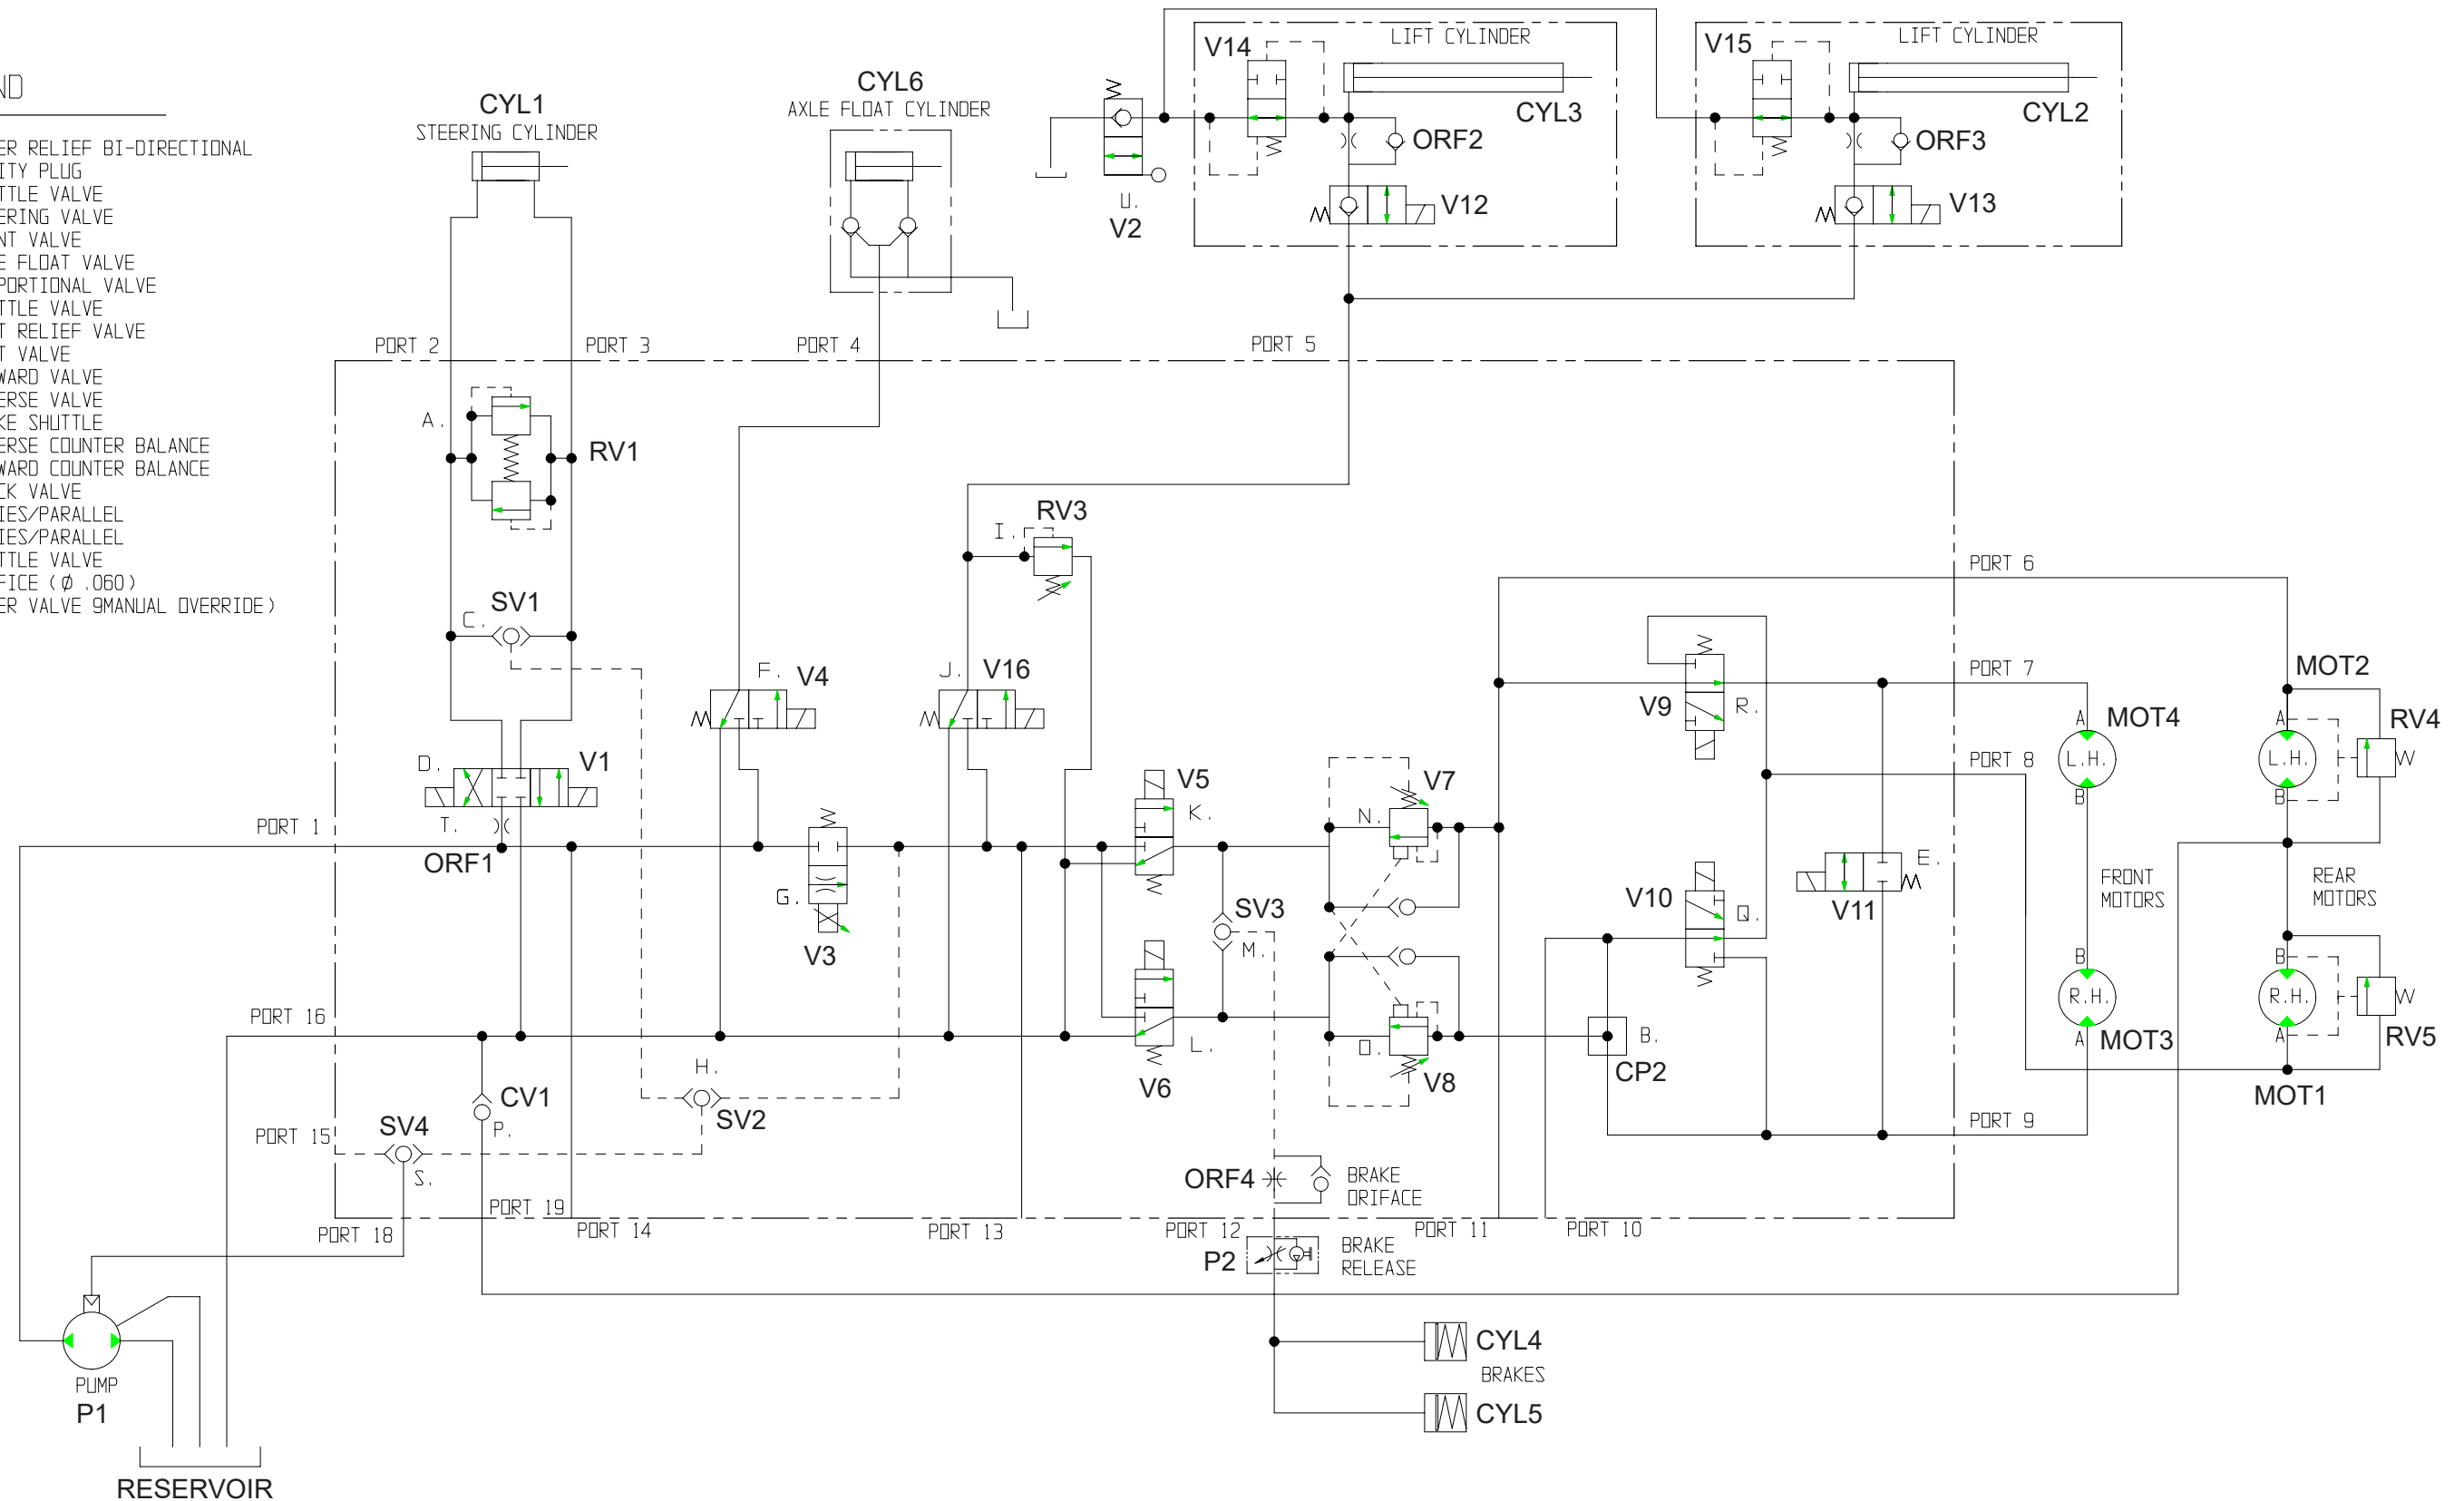 ND
ER RELIEF BI-DIRECTIONAL
ITY PLUG
TTLE VALVE
ERING VALVE
NT VALVE
E FLOAT VALVE
PORTIONAL VALVE
TTLE VALVE
T RELIEF VALVE
T VALVE
WARD VALVE
ERSE VALVE
KE SHUTTLE
ERSE COUNTER BALANCE
WARD COUNTER BALANCE
CK VALVE
IES/PARALLEL
IES/PARALLEL
TTLE VALVE
FICE (Ø .060)
ER VALVE 9MANUAL OVERRIDE)
CYL1
STEERING CYLINDER
CYL6
AXLE FLOAT CYLINDER
U.
V2
V14
LIFT CYLINDER
CYL3
ORF2
V12
V15
LIFT CYLINDER
CYL2
ORF3
V13
PORT 2
PORT 3
PORT 4
PORT 5
A.
RV1
C.
SV1
D.
V1
T.
ORF1
PORT 1
F.
V4
J.
V16
I.
RV3
G.
V3
V5
K.
V6
L.
SV3
M.
N.
V7
O.
V8
V9
R.
V10
Q.
V11
E.
B.
CP2
PORT 6
PORT 7
PORT 8
PORT 9
MOT4
A
L.H.
B
FRONT
MOTORS
B
R.H.
A
MOT3
MOT2
A
L.H.
B
RV4
REAR
MOTORS
B
R.H.
A
RV5
MOT1
PORT 16
H.
SV2
CV1
P.
PORT 15
SV4
S.
PORT 18
PORT 19
PORT 14
PORT 13
PORT 12
PORT 11
PORT 10
ORF4
BRAKE
ORIFACE
P2
BRAKE
RELEASE
CYL4
BRAKES
CYL5
PUMP
P1
RESERVOIR